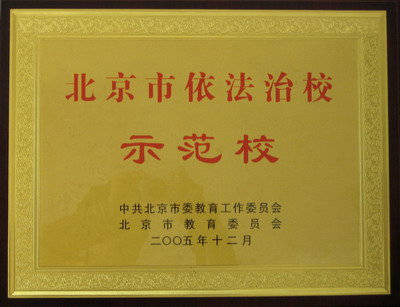 北京市依法治校
示范校
中共北京市委教育工作委员会
北京市教育委员会
二〇〇五年十二月